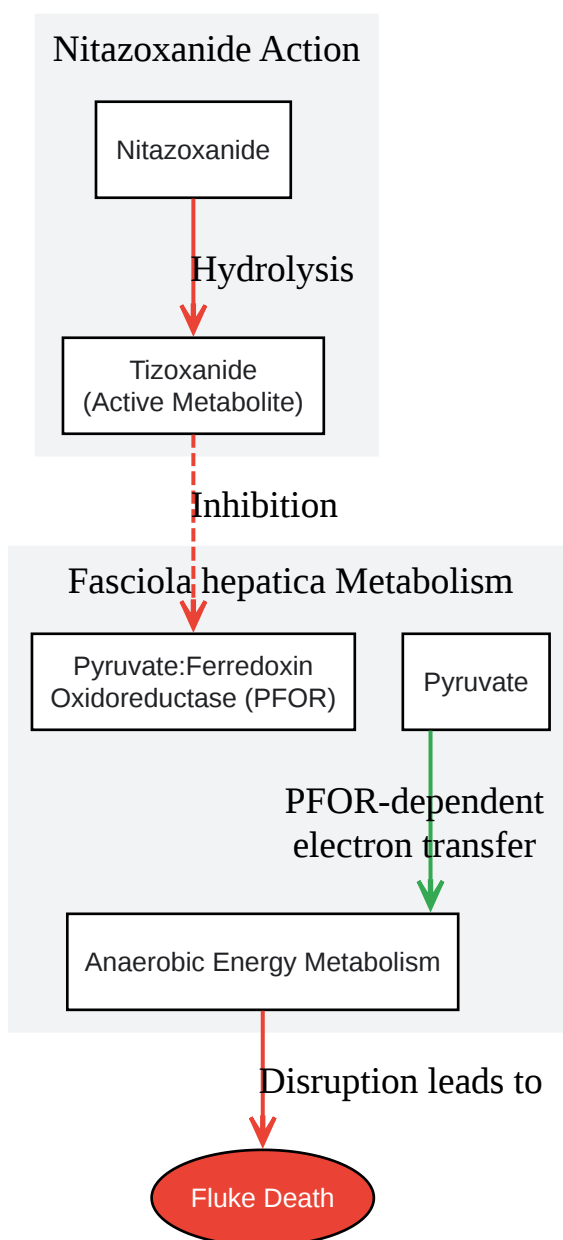 Nitazoxanide Action
Nitazoxanide
Hydrolysis
Tizoxanide
(Active Metabolite)
Inhibition
Fasciola hepatica Metabolism
Pyruvate:Ferredoxin
Oxidoreductase (PFOR)
Pyruvate
PFOR-dependent
electron transfer
Anaerobic Energy Metabolism
Disruption leads to
Fluke Death